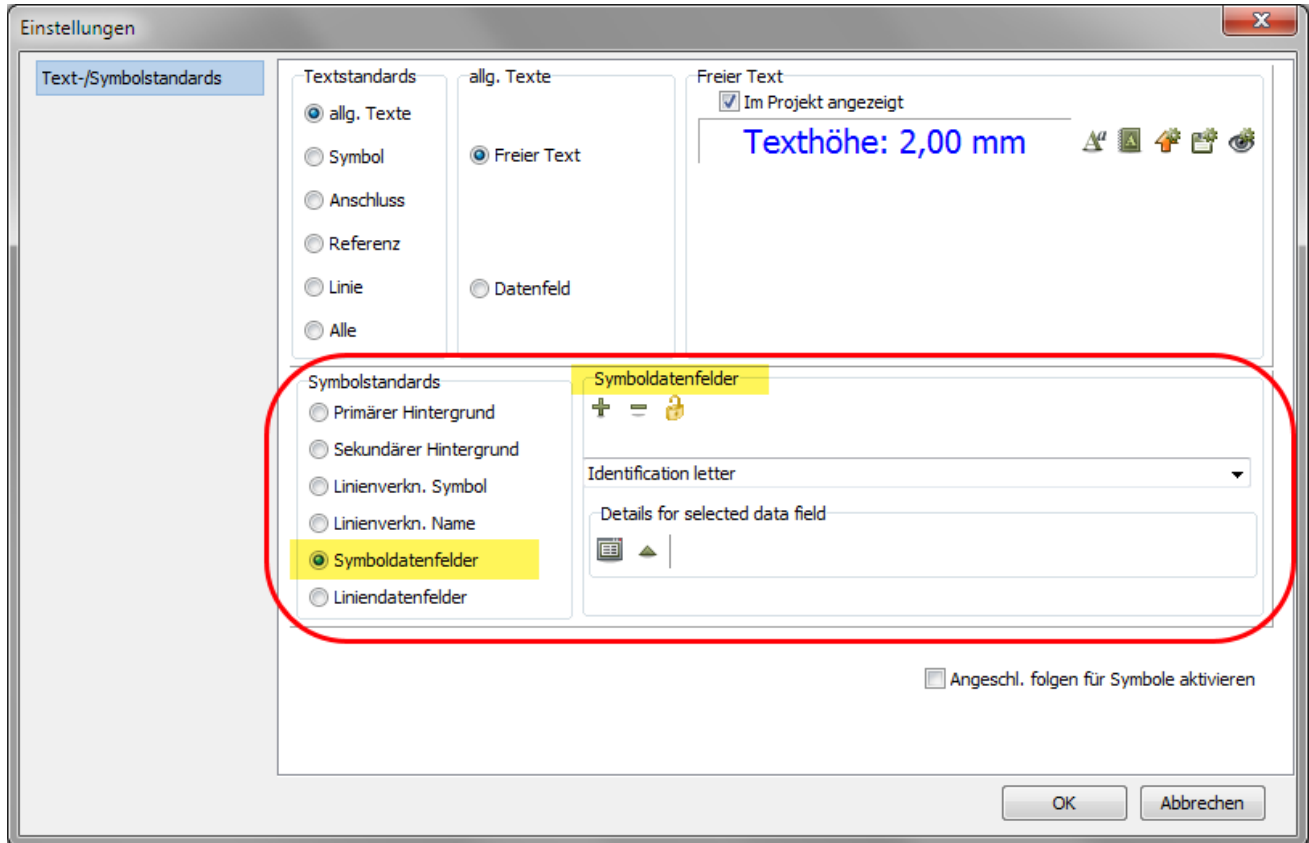 Einstellungen
Text-/Symbolstandards
Textstandards
allg. Texte
Symbol
Anschluss
Referenz
Linie
Alle
allg. Texte
Freier Text
Datenfeld
Freier Text
Im Projekt angezeigt
Texthöhe: 2,00 mm
Symbolstandards
Primärer Hintergrund
Sekundärer Hintergrund
Linienverkn. Symbol
Linienverkn. Name
Symboldatenfelder
Liniendatenfelder
Symboldatenfelder
Identification letter
Details for selected data field
Angeschl. folgen für Symbole aktivieren
OK
Abbrechen